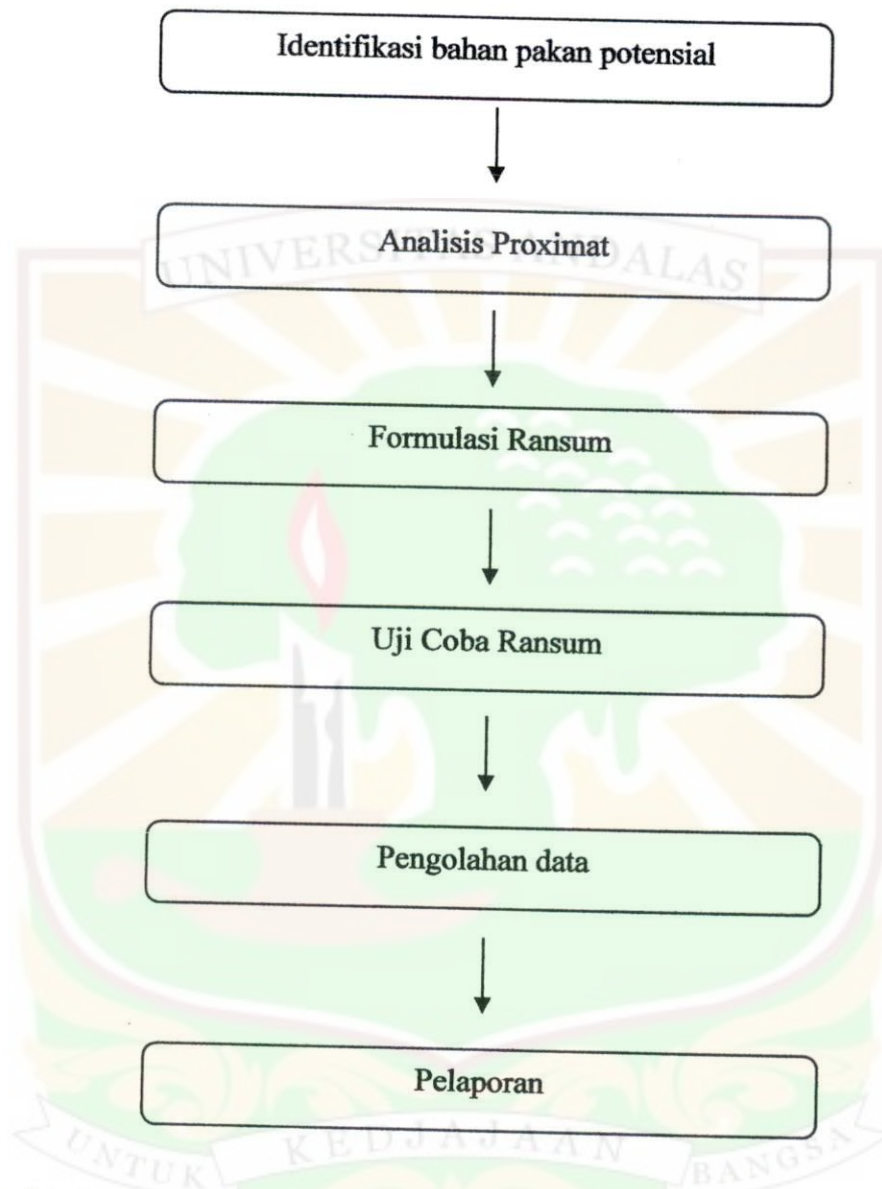 Identifikasi bahan pakan potensial
UNIVERSITAS ANDALAS
Analisis Proximat
Formulasi Ransum
Uji Coba Ransum
Pengolahan data
Pelaporan
UNTUK KEDJAJAAN BANGSA